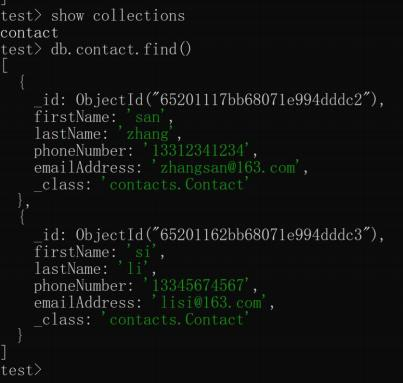 test> show collections
contact
test> db.contact.find()
[
  {
    _id: ObjectId("65201117bb68071e994dddc2"),
    firstName: 'san',
    lastName: 'zhang',
    phoneNumber: '13312341234',
    emailAddress: 'zhangsan@163.com',
    _class: 'contacts.Contact'
  },
  {
    _id: ObjectId("65201162bb68071e994dddc3"),
    firstName: 'si',
    lastName: 'li',
    phoneNumber: '13345674567',
    emailAddress: 'lisi@163.com',
    _class: 'contacts.Contact'
  }
]
test>